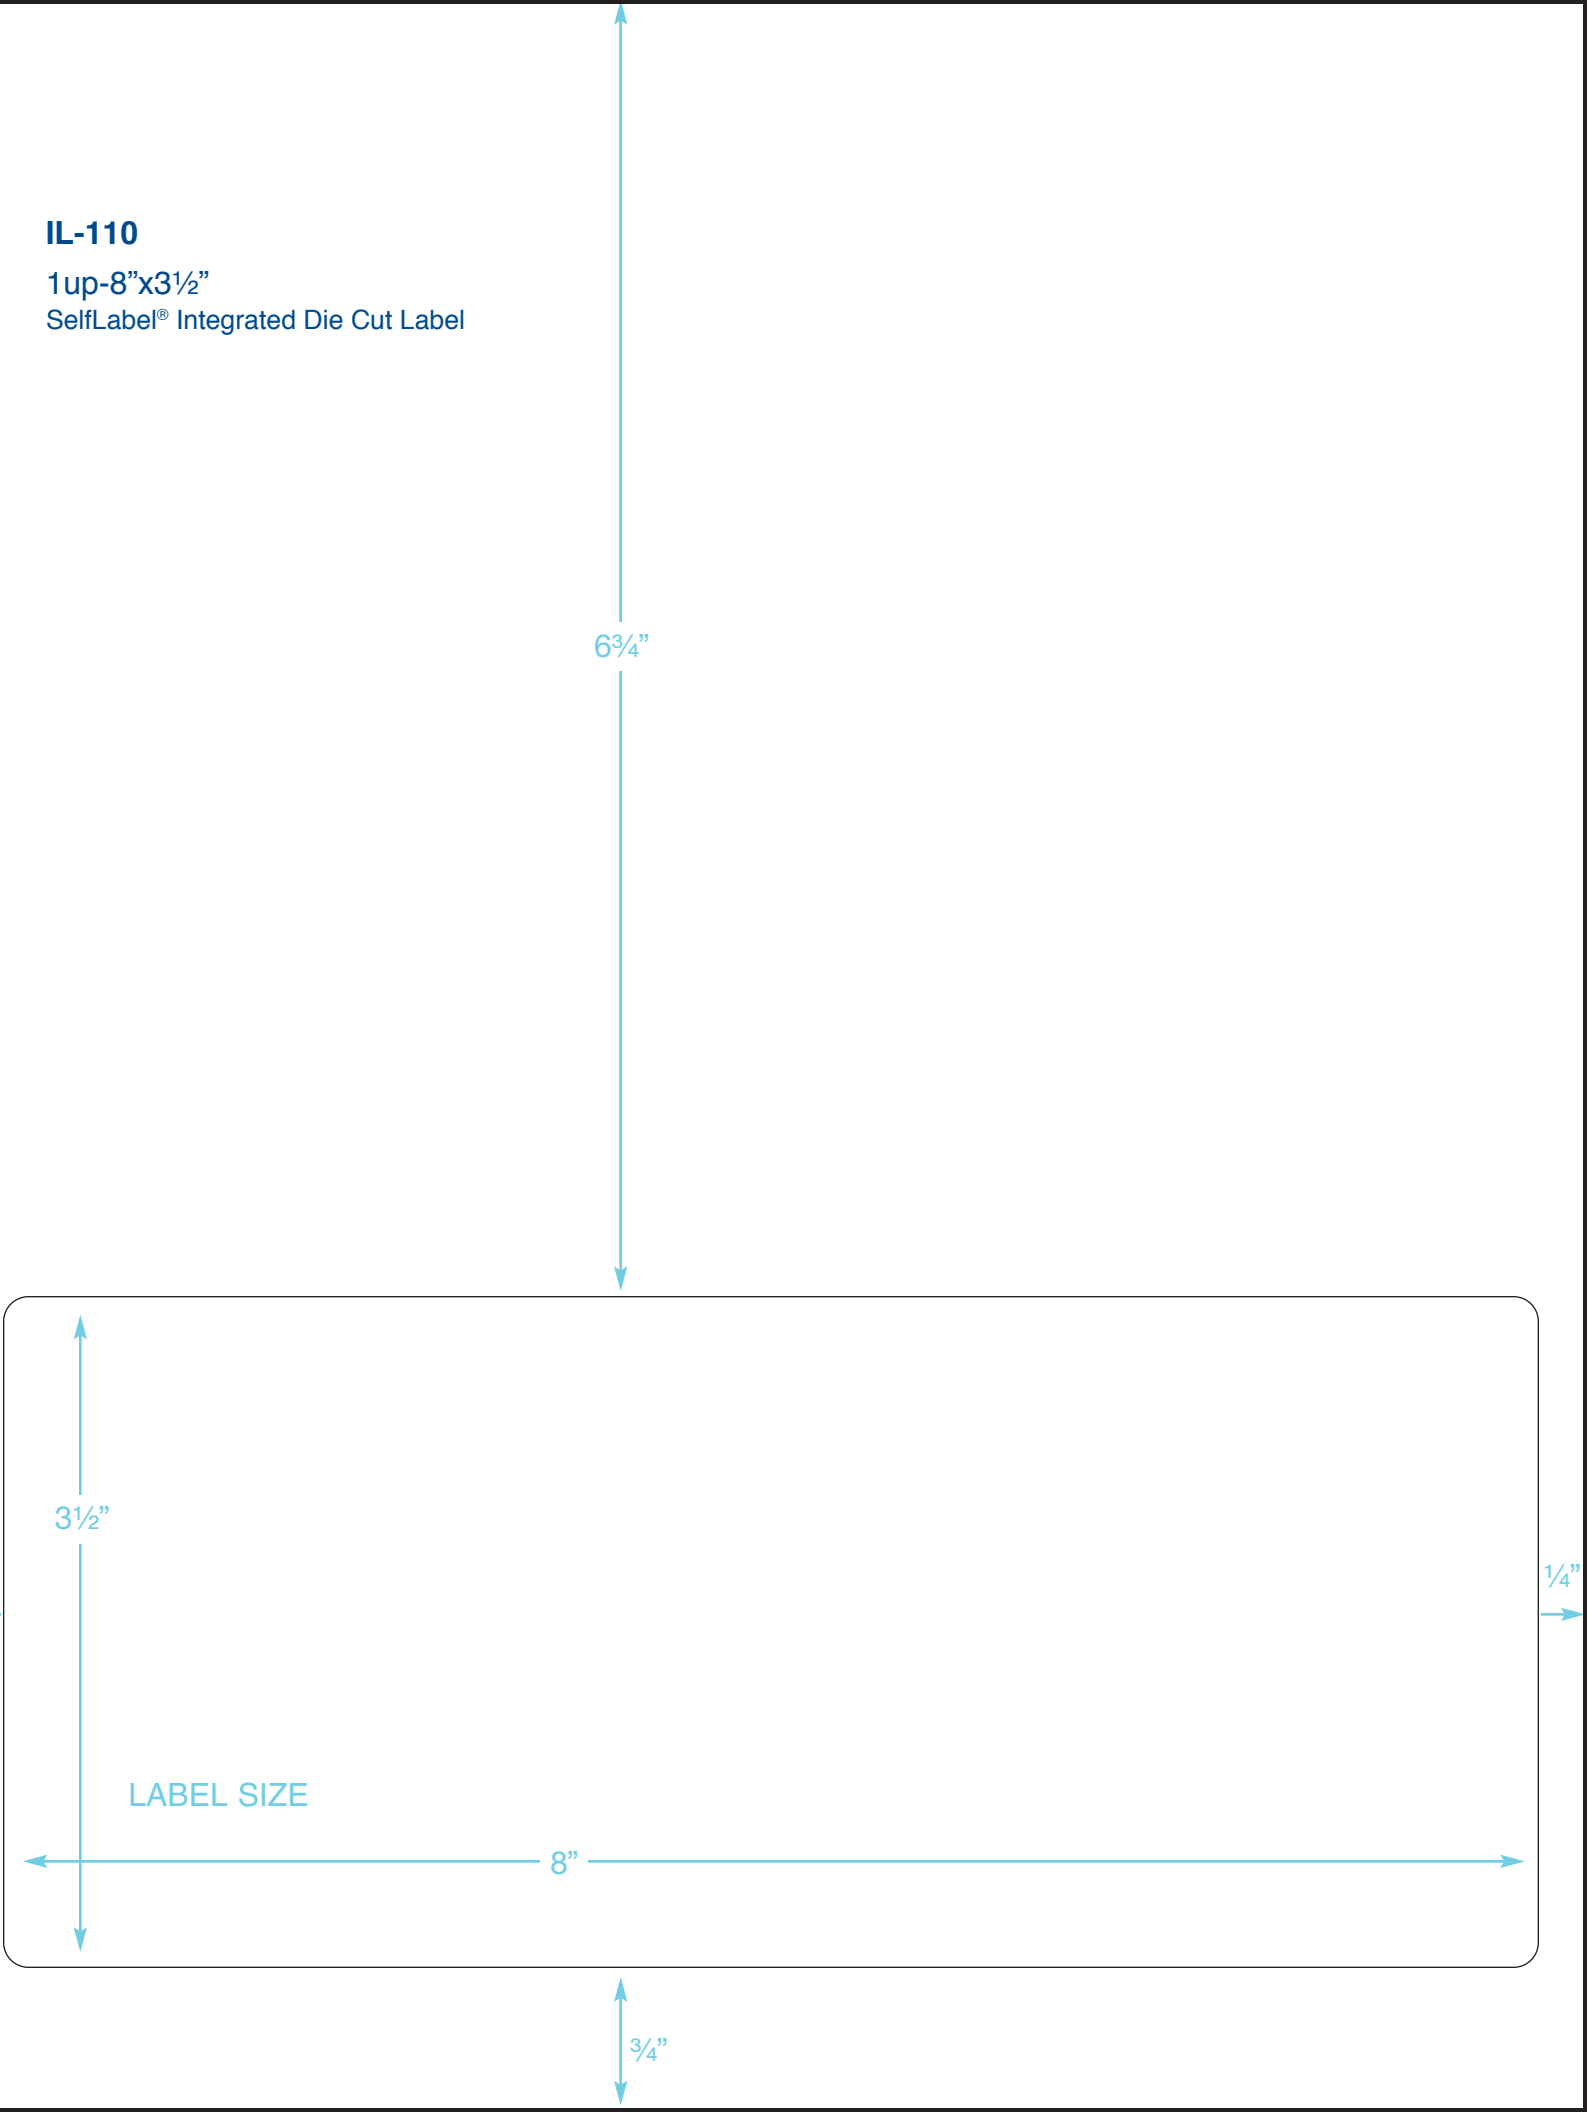 IL-110
1up-8”x3½”
SelfLabel® Integrated Die Cut Label
6¾”
3½”
¼”
LABEL SIZE
8”
¾”